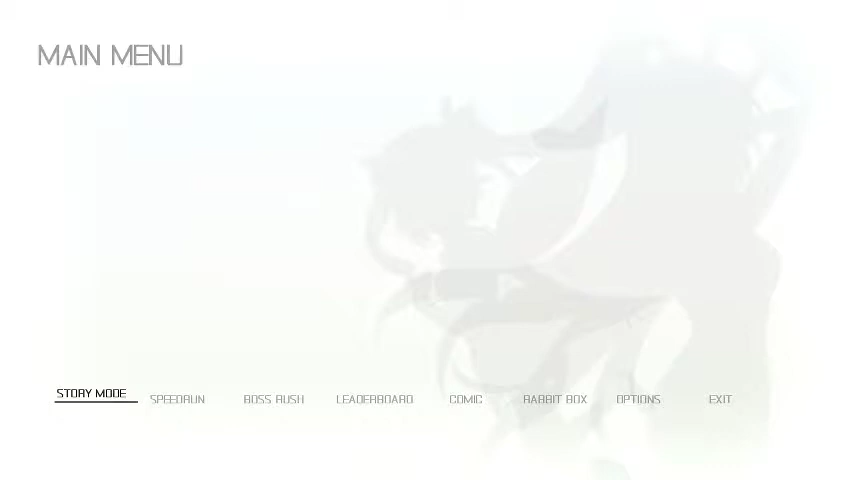 MAIN MENU
STORY MODE SPEEDRUN BOSS RUSH LEADERBOARD COMIC RABBIT BOX OPTIONS EXIT